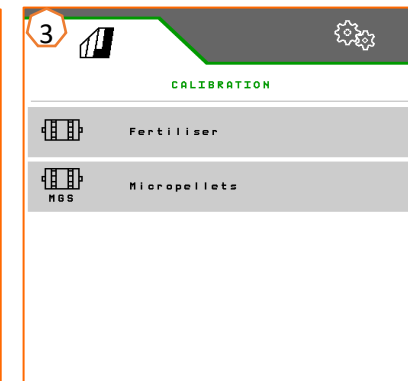 3
CALIBRATION
Fertiliser
Micropellets
MGS